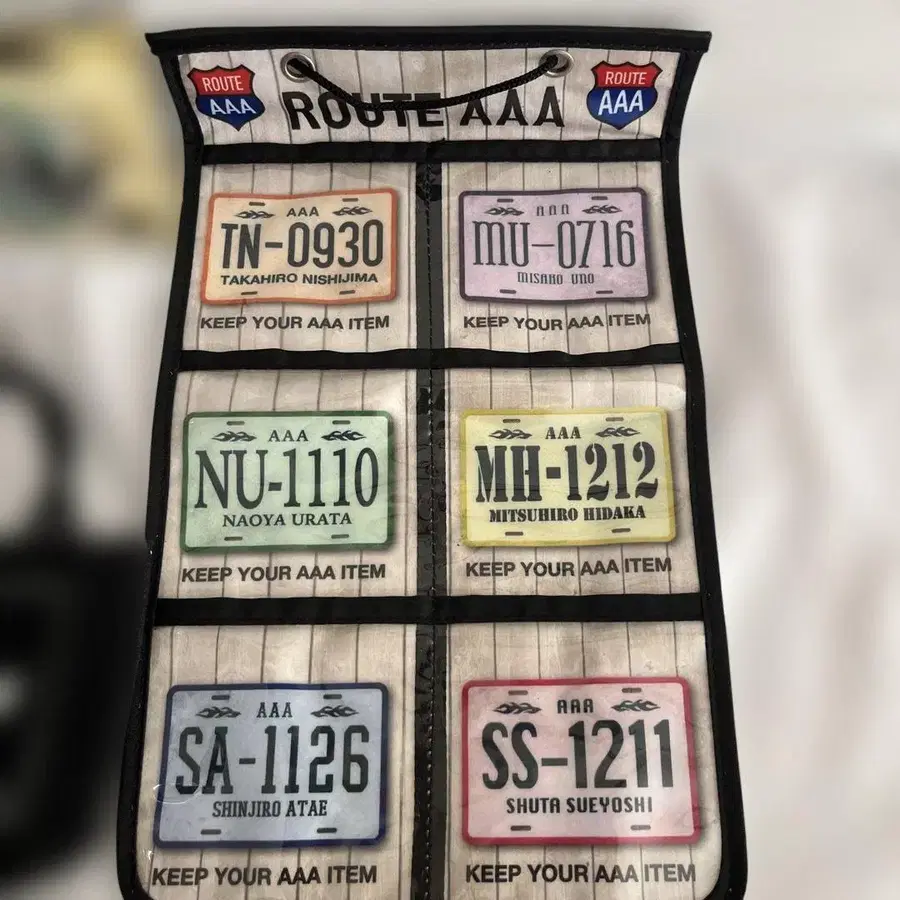 ROUTE
AAA
ROUTE AAA
ROUTE
AAA
AAA
TN-0930
TAKAHIRO NISHIJIMA
KEEP YOUR AAA ITEM
AAA
MU-0716
MISAKO UNO
KEEP YOUR AAA ITEM
AAA
NU-1110
NAOYA URATA
KEEP YOUR AAA ITEM
AAA
MH-1212
MITSUHIRO HIDAKA
KEEP YOUR AAA ITEM
AAA
SA-1126
SHINJIRO ATAE
KEEP YOUR AAA ITEM
AAA
SS-1211
SHUTA SUEYOSHI
KEEP YOUR AAA ITEM